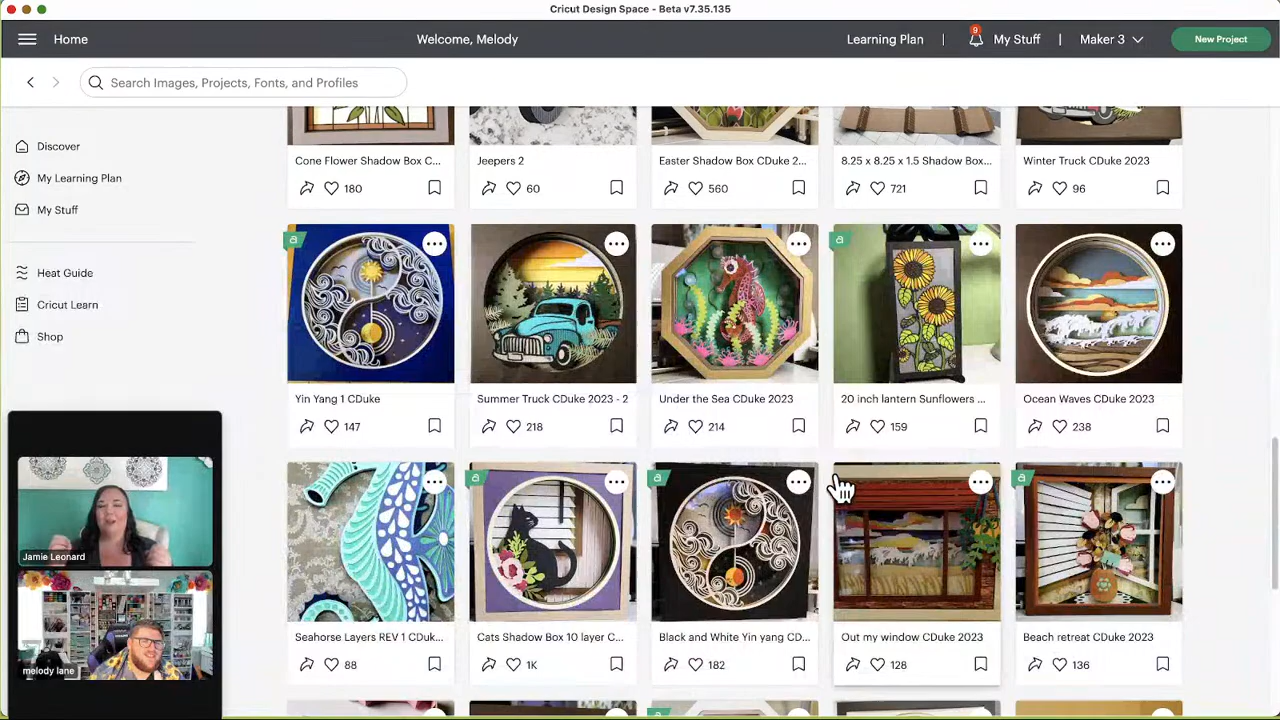 Cricut Design Space - Beta v7.35.135
Home
Welcome, Melody
Learning Plan | 9 My Stuff | Maker 3 New Project
Search Images, Projects, Fonts, and Profiles
Discover
My Learning Plan
My Stuff
Heat Guide
Cricut Learn
Shop
Cone Flower Shadow Box C...
180
Jeepers 2
60
Easter Shadow Box CDuke 2...
560
8.25 x 8.25 x 1.5 Shadow Box...
721
Winter Truck CDuke 2023
96
a
Yin Yang 1 CDuke
147
Summer Truck CDuke 2023 - 2
218
Under the Sea CDuke 2023
214
a
20 inch lantern Sunflowers ...
159
Ocean Waves CDuke 2023
238
Seahorse Layers REV 1 CDuk...
88
a
Cats Shadow Box 10 layer C...
1K
a
Black and White Yin yang CD...
182
Out my window CDuke 2023
128
a
Beach retreat CDuke 2023
136
a
Jamie Leonard
melody lane